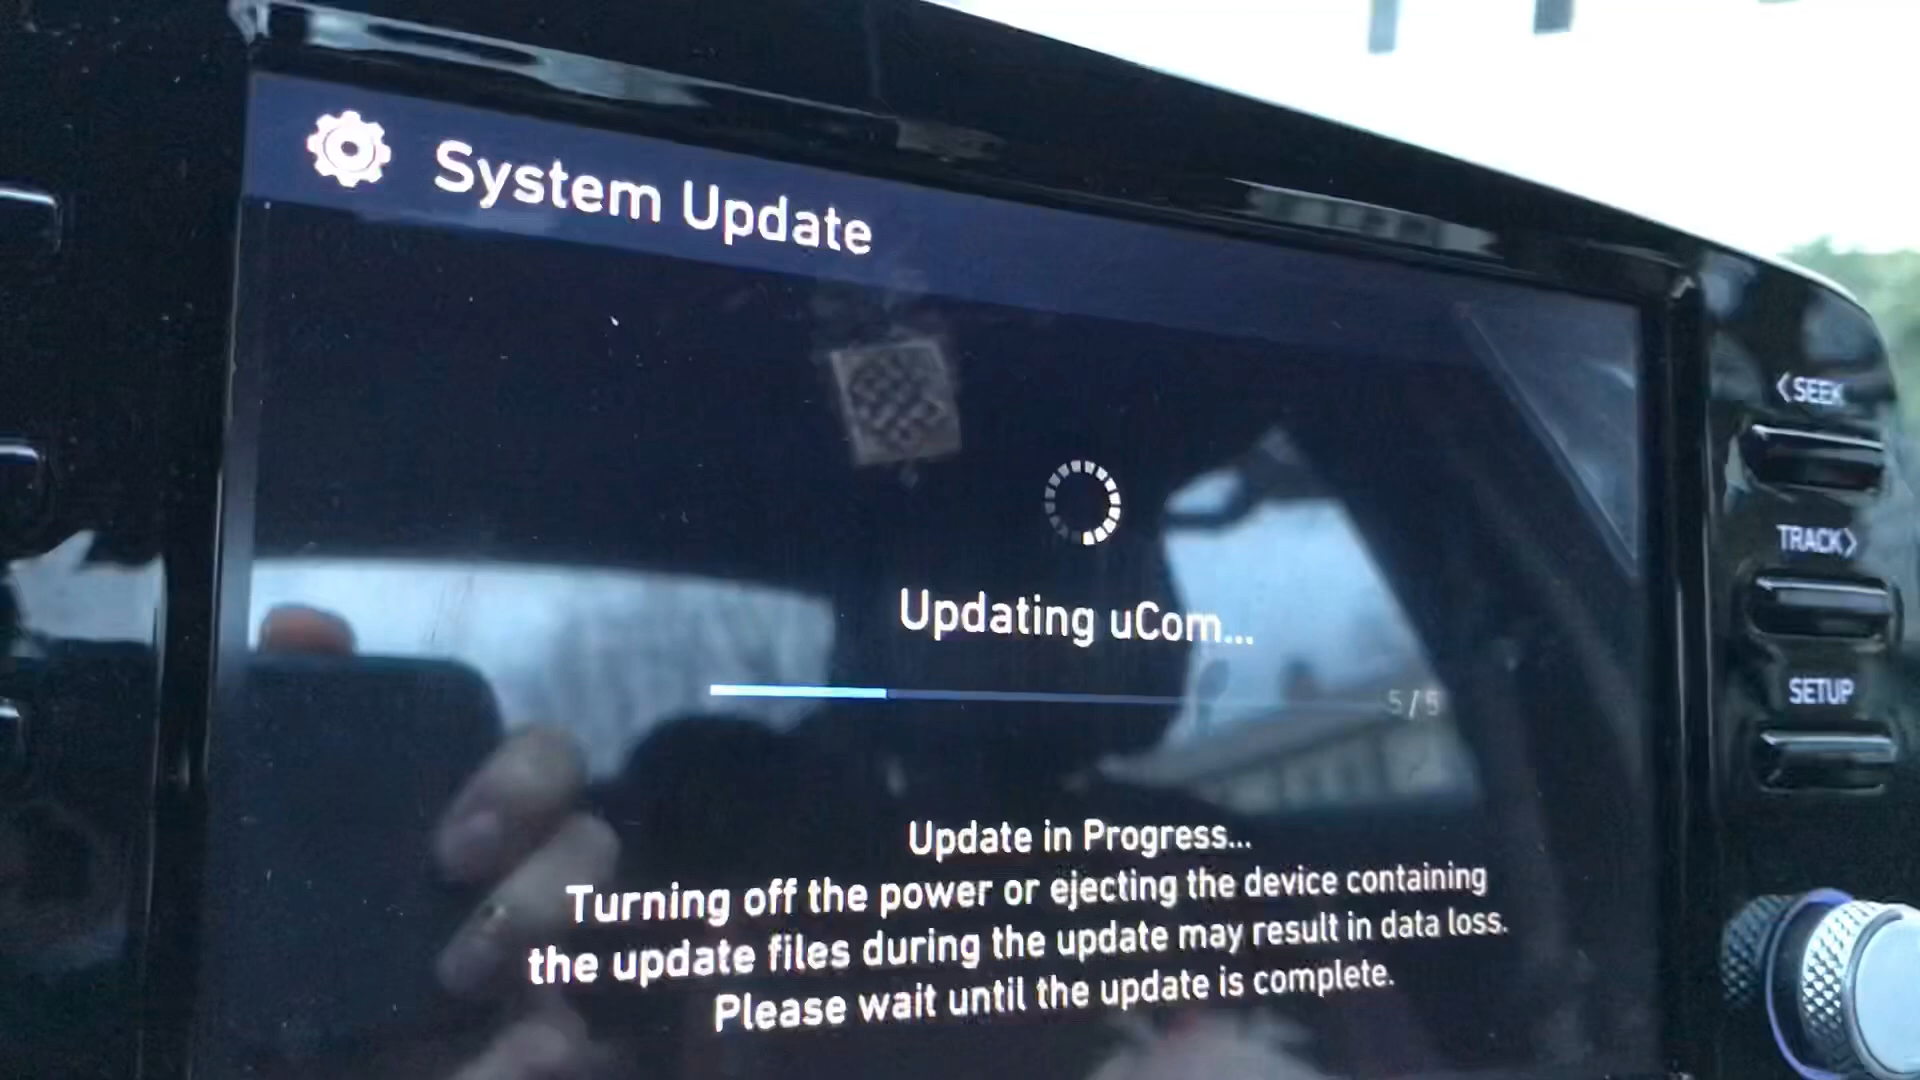 System Update
Updating uCom...
5/5
Update in Progress...
Turning off the power or ejecting the device containing
the update files during the update may result in data loss.
Please wait until the update is complete.
<SEEK
TRACK>
SETUP